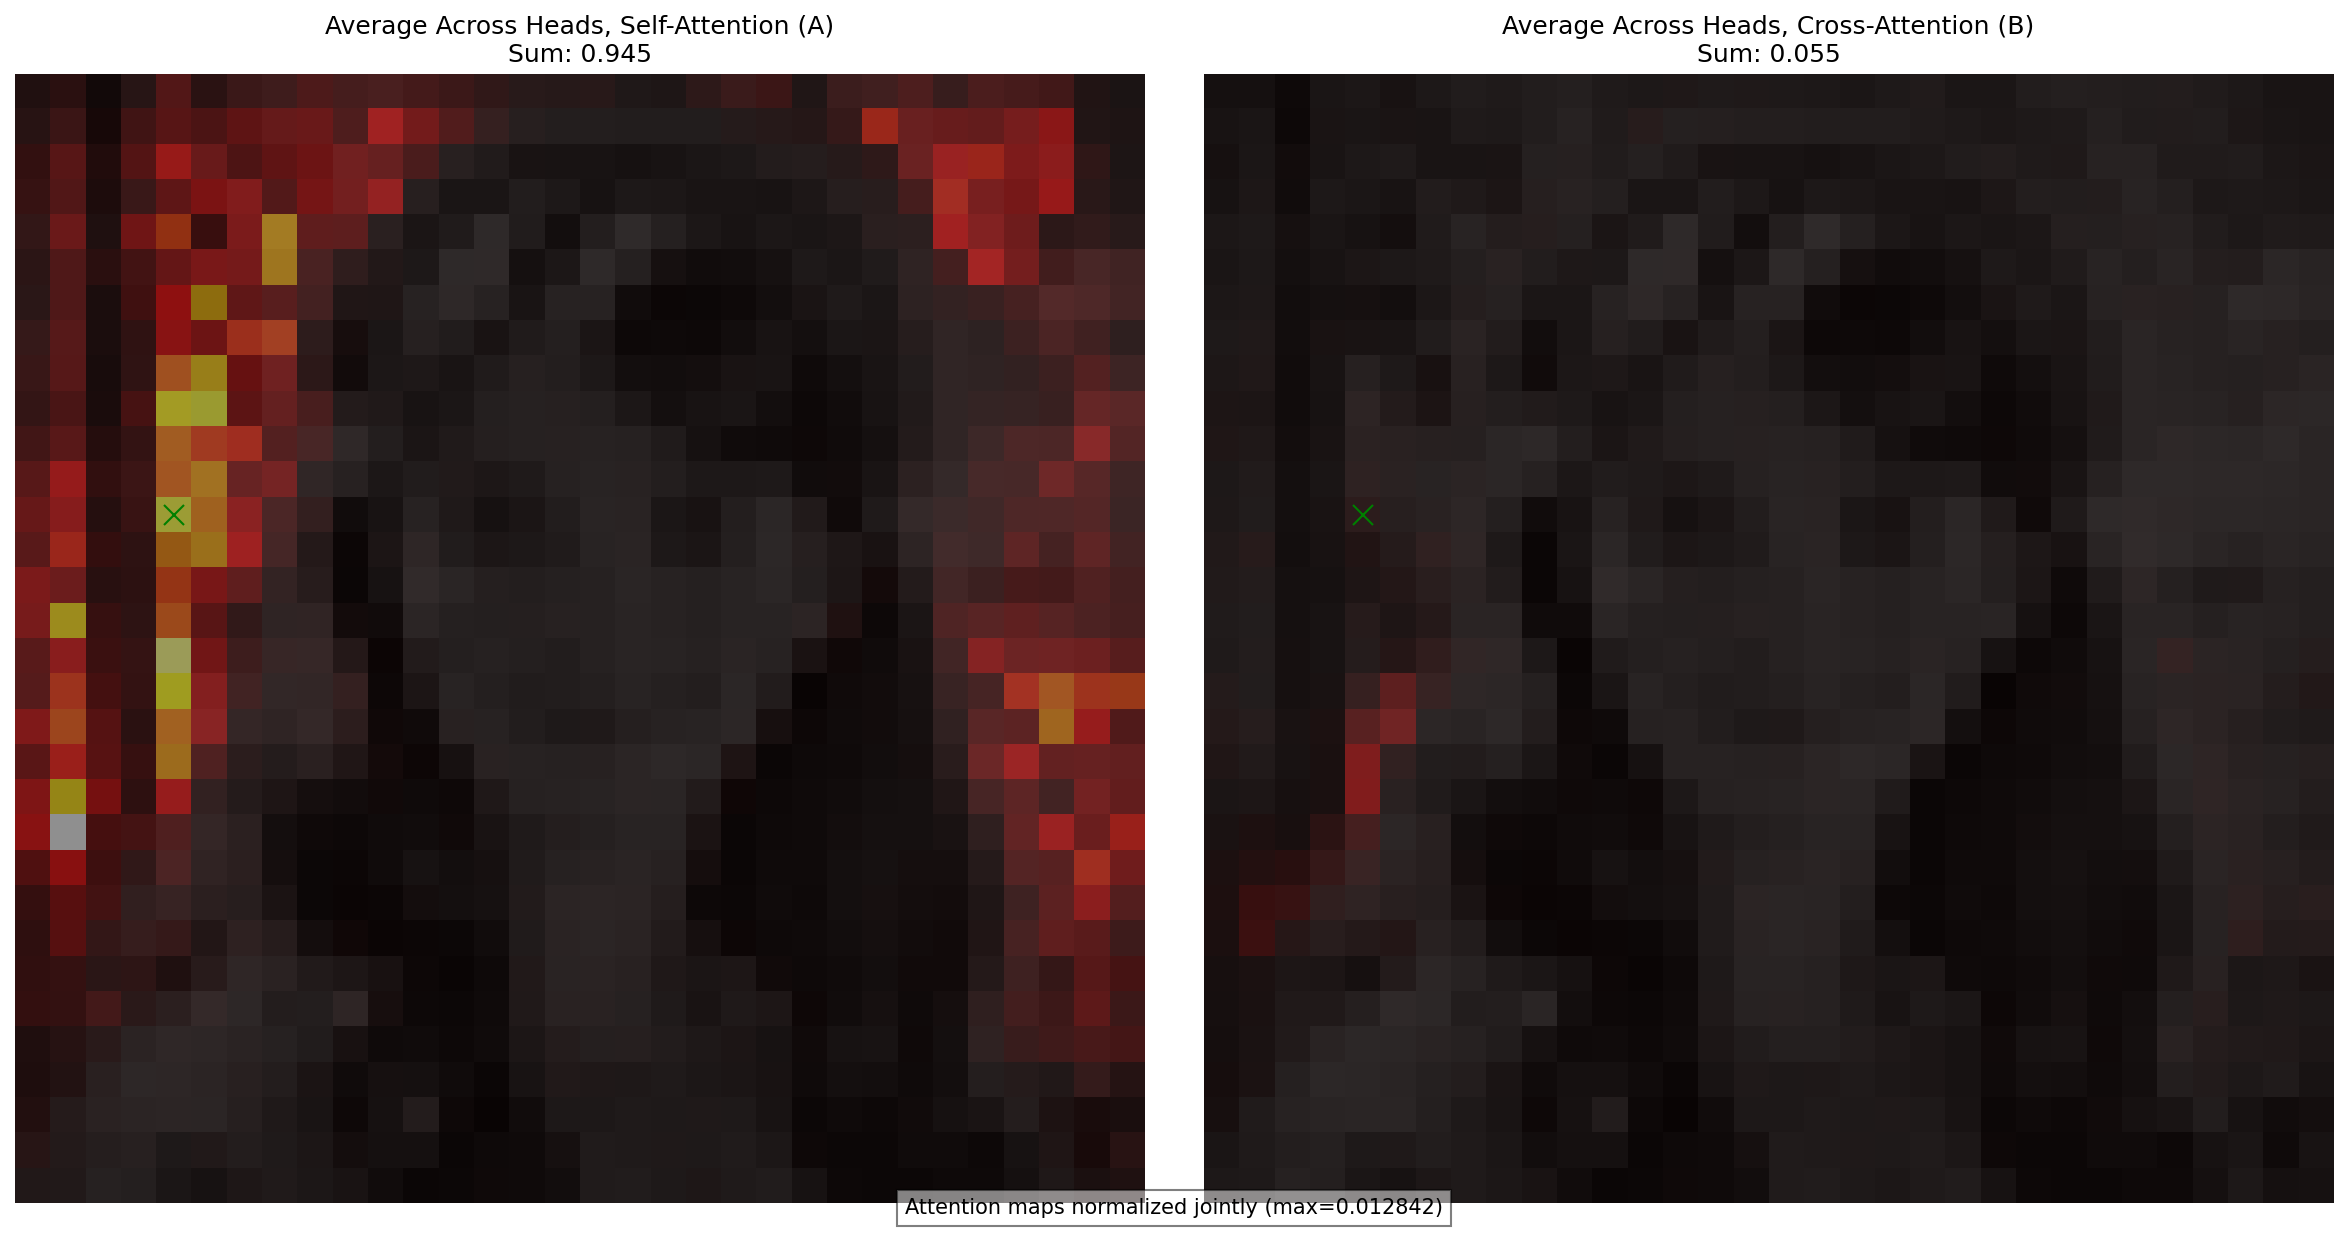 Average Across Heads, Self-Attention (A)
Sum: 0.945
Average Across Heads, Cross-Attention (B)
Sum: 0.055
Attention maps normalized jointly (max=0.012842)